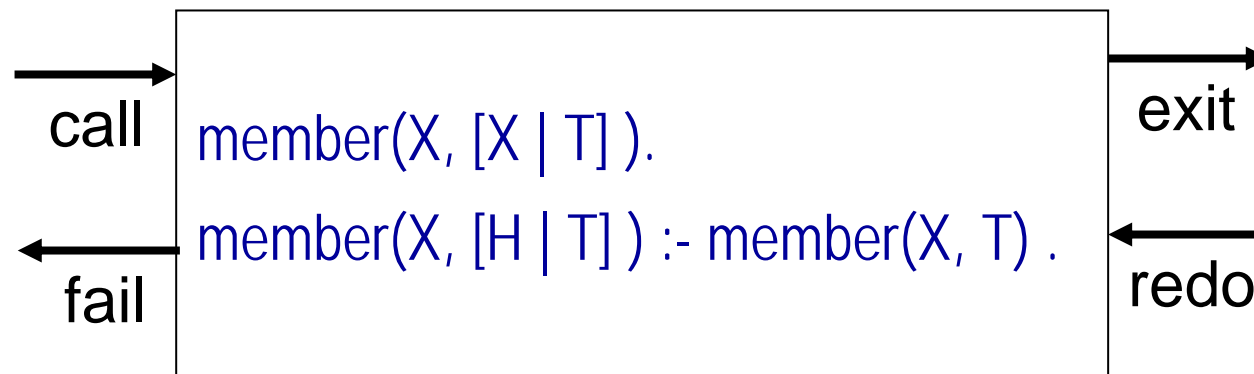 call
exit
member(X, [X | T] ).
member(X, [H | T] ) :- member(X, T) .
fail
redo